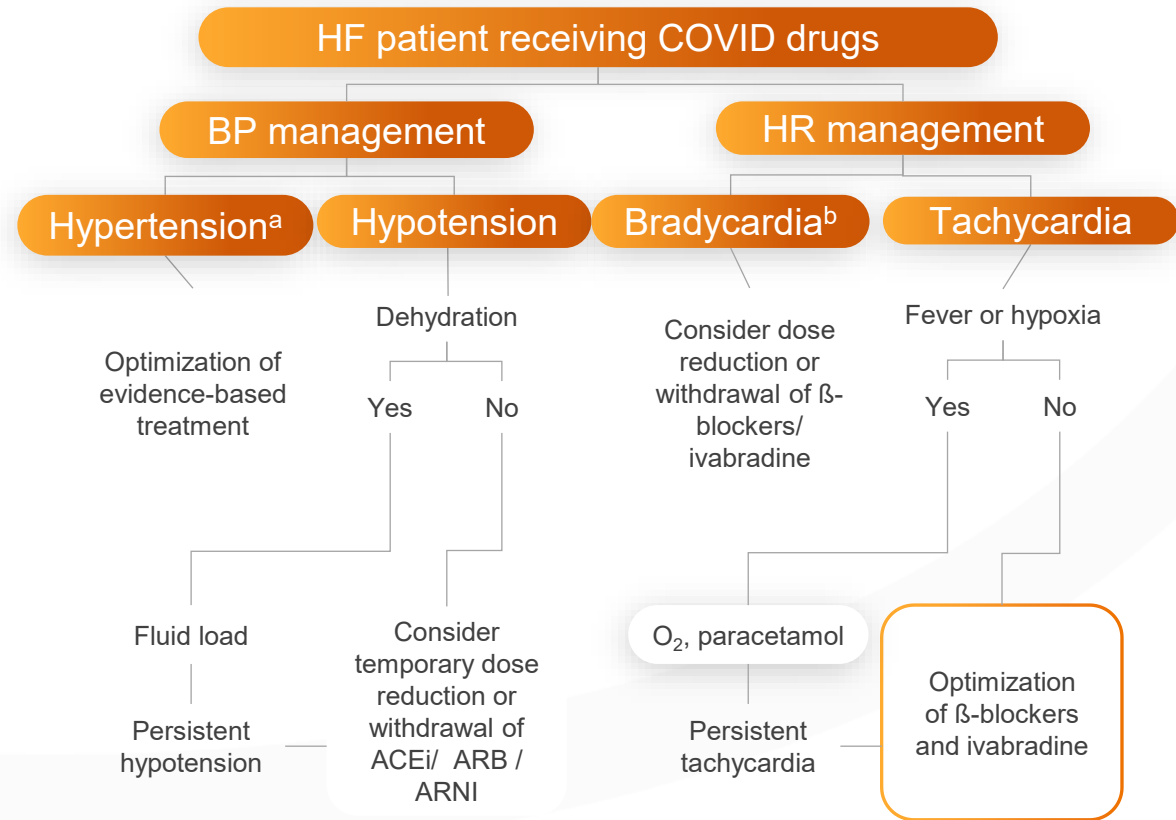 HF patient receiving COVID drugs
BP management
HR management
Hypertensionᵃ
Hypotension
Bradycardiaᵇ
Tachycardia
Optimization of
evidence-based
treatment
Dehydration
Yes
No
Fluid load
Persistent
hypotension
Consider
temporary dose
reduction or
withdrawal of
ACEi/ ARB /
ARNI
Consider dose
reduction or
withdrawal of ß-
blockers/
ivabradine
Fever or hypoxia
Yes
No
O₂, paracetamol
Persistent
tachycardia
Optimization
of ß-blockers
and ivabradine